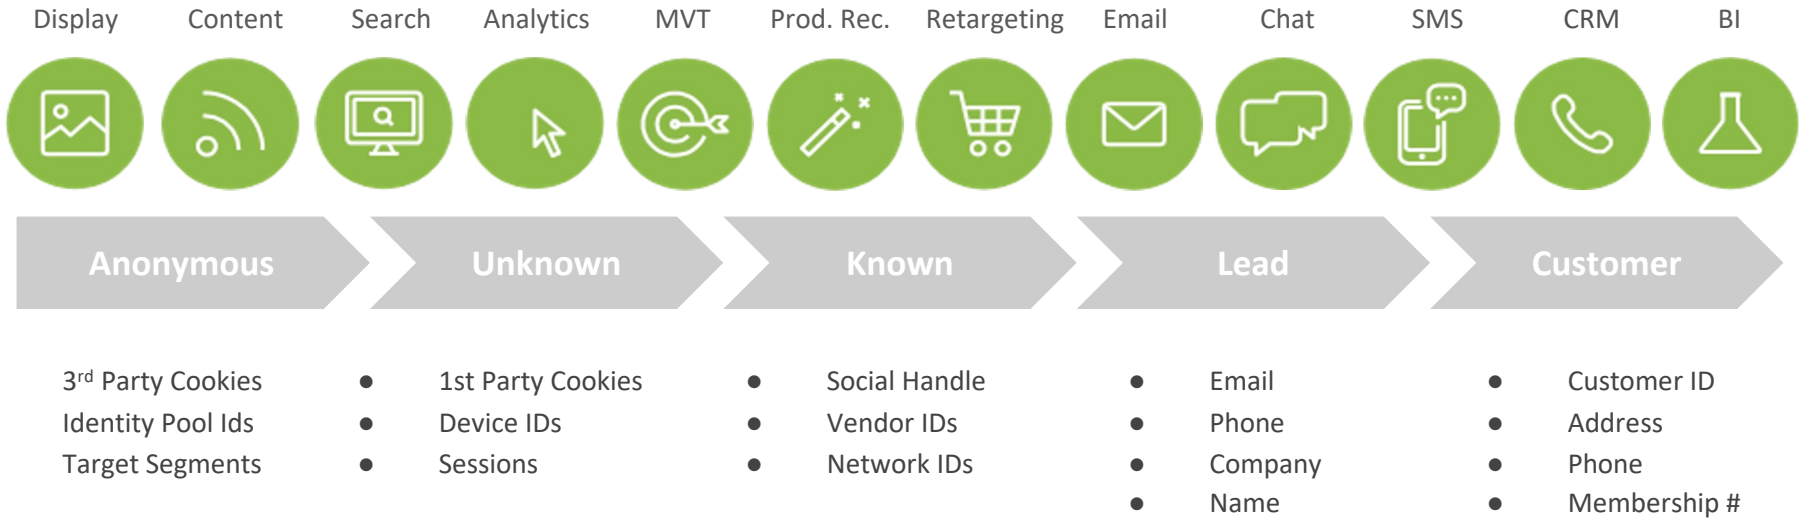 Display Content Search Analytics MVT Prod. Rec. Retargeting Email Chat SMS CRM BI
Anonymous Unknown Known Lead Customer
3rd Party Cookies
Identity Pool Ids
Target Segments
● 1st Party Cookies
● Device IDs
● Sessions
● Social Handle
● Vendor IDs
● Network IDs
● Email
● Phone
● Company
● Name
● Customer ID
● Address
● Phone
● Membership #